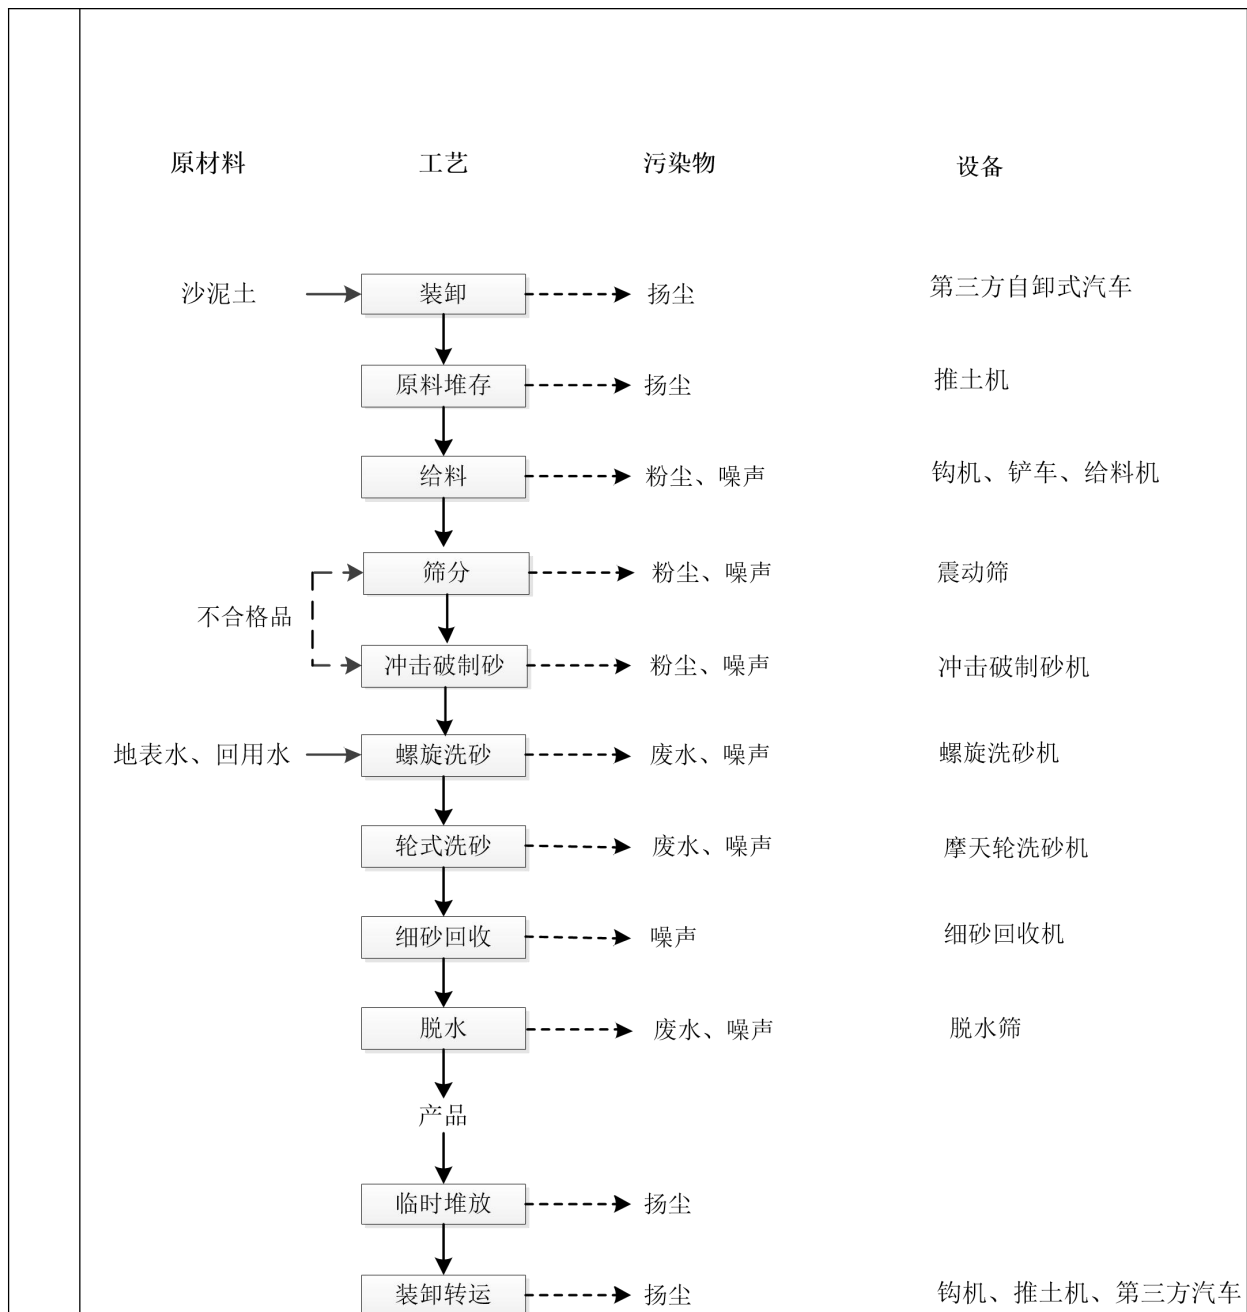 原材料 工艺 污染物 设备
沙泥土 装卸 扬尘 第三方自卸式汽车
原料堆存 扬尘 推土机
给料 粉尘、噪声 钩机、铲车、给料机
筛分 粉尘、噪声 震动筛
不合格品
冲击破制砂 粉尘、噪声 冲击破制砂机
地表水、回用水 螺旋洗砂 废水、噪声 螺旋洗砂机
轮式洗砂 废水、噪声 摩天轮洗砂机
细砂回收 噪声 细砂回收机
脱水 废水、噪声 脱水筛
产品
临时堆放 扬尘
装卸转运 扬尘 钩机、推土机、第三方汽车